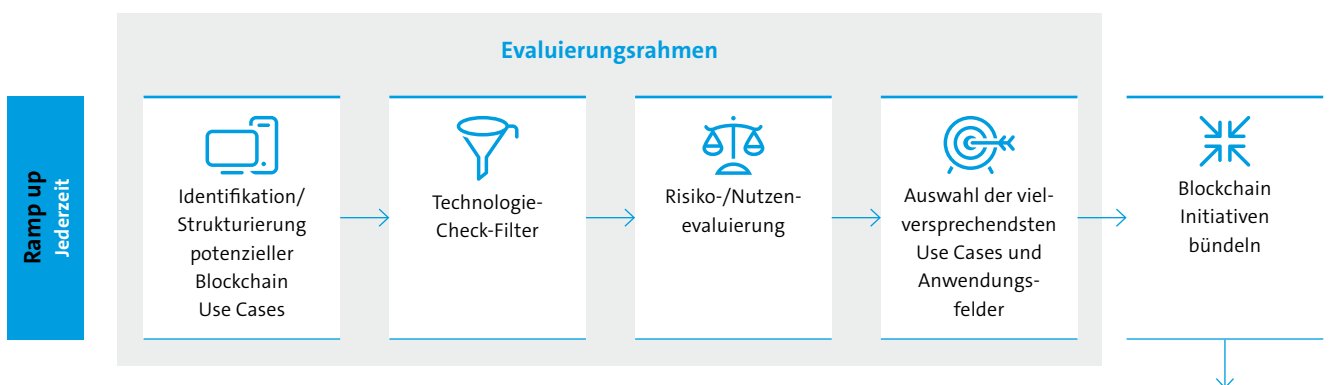 Evaluierungsrahmen
Ramp up
Jederzeit
Identifikation/
Strukturierung
potenzieller
Blockchain
Use Cases
Technologie-
Check-Filter
Risiko-/Nutzen-
evaluierung
Auswahl der viel-
versprechendsten
Use Cases und
Anwendungs-
felder
Blockchain
Initiativen
bündeln